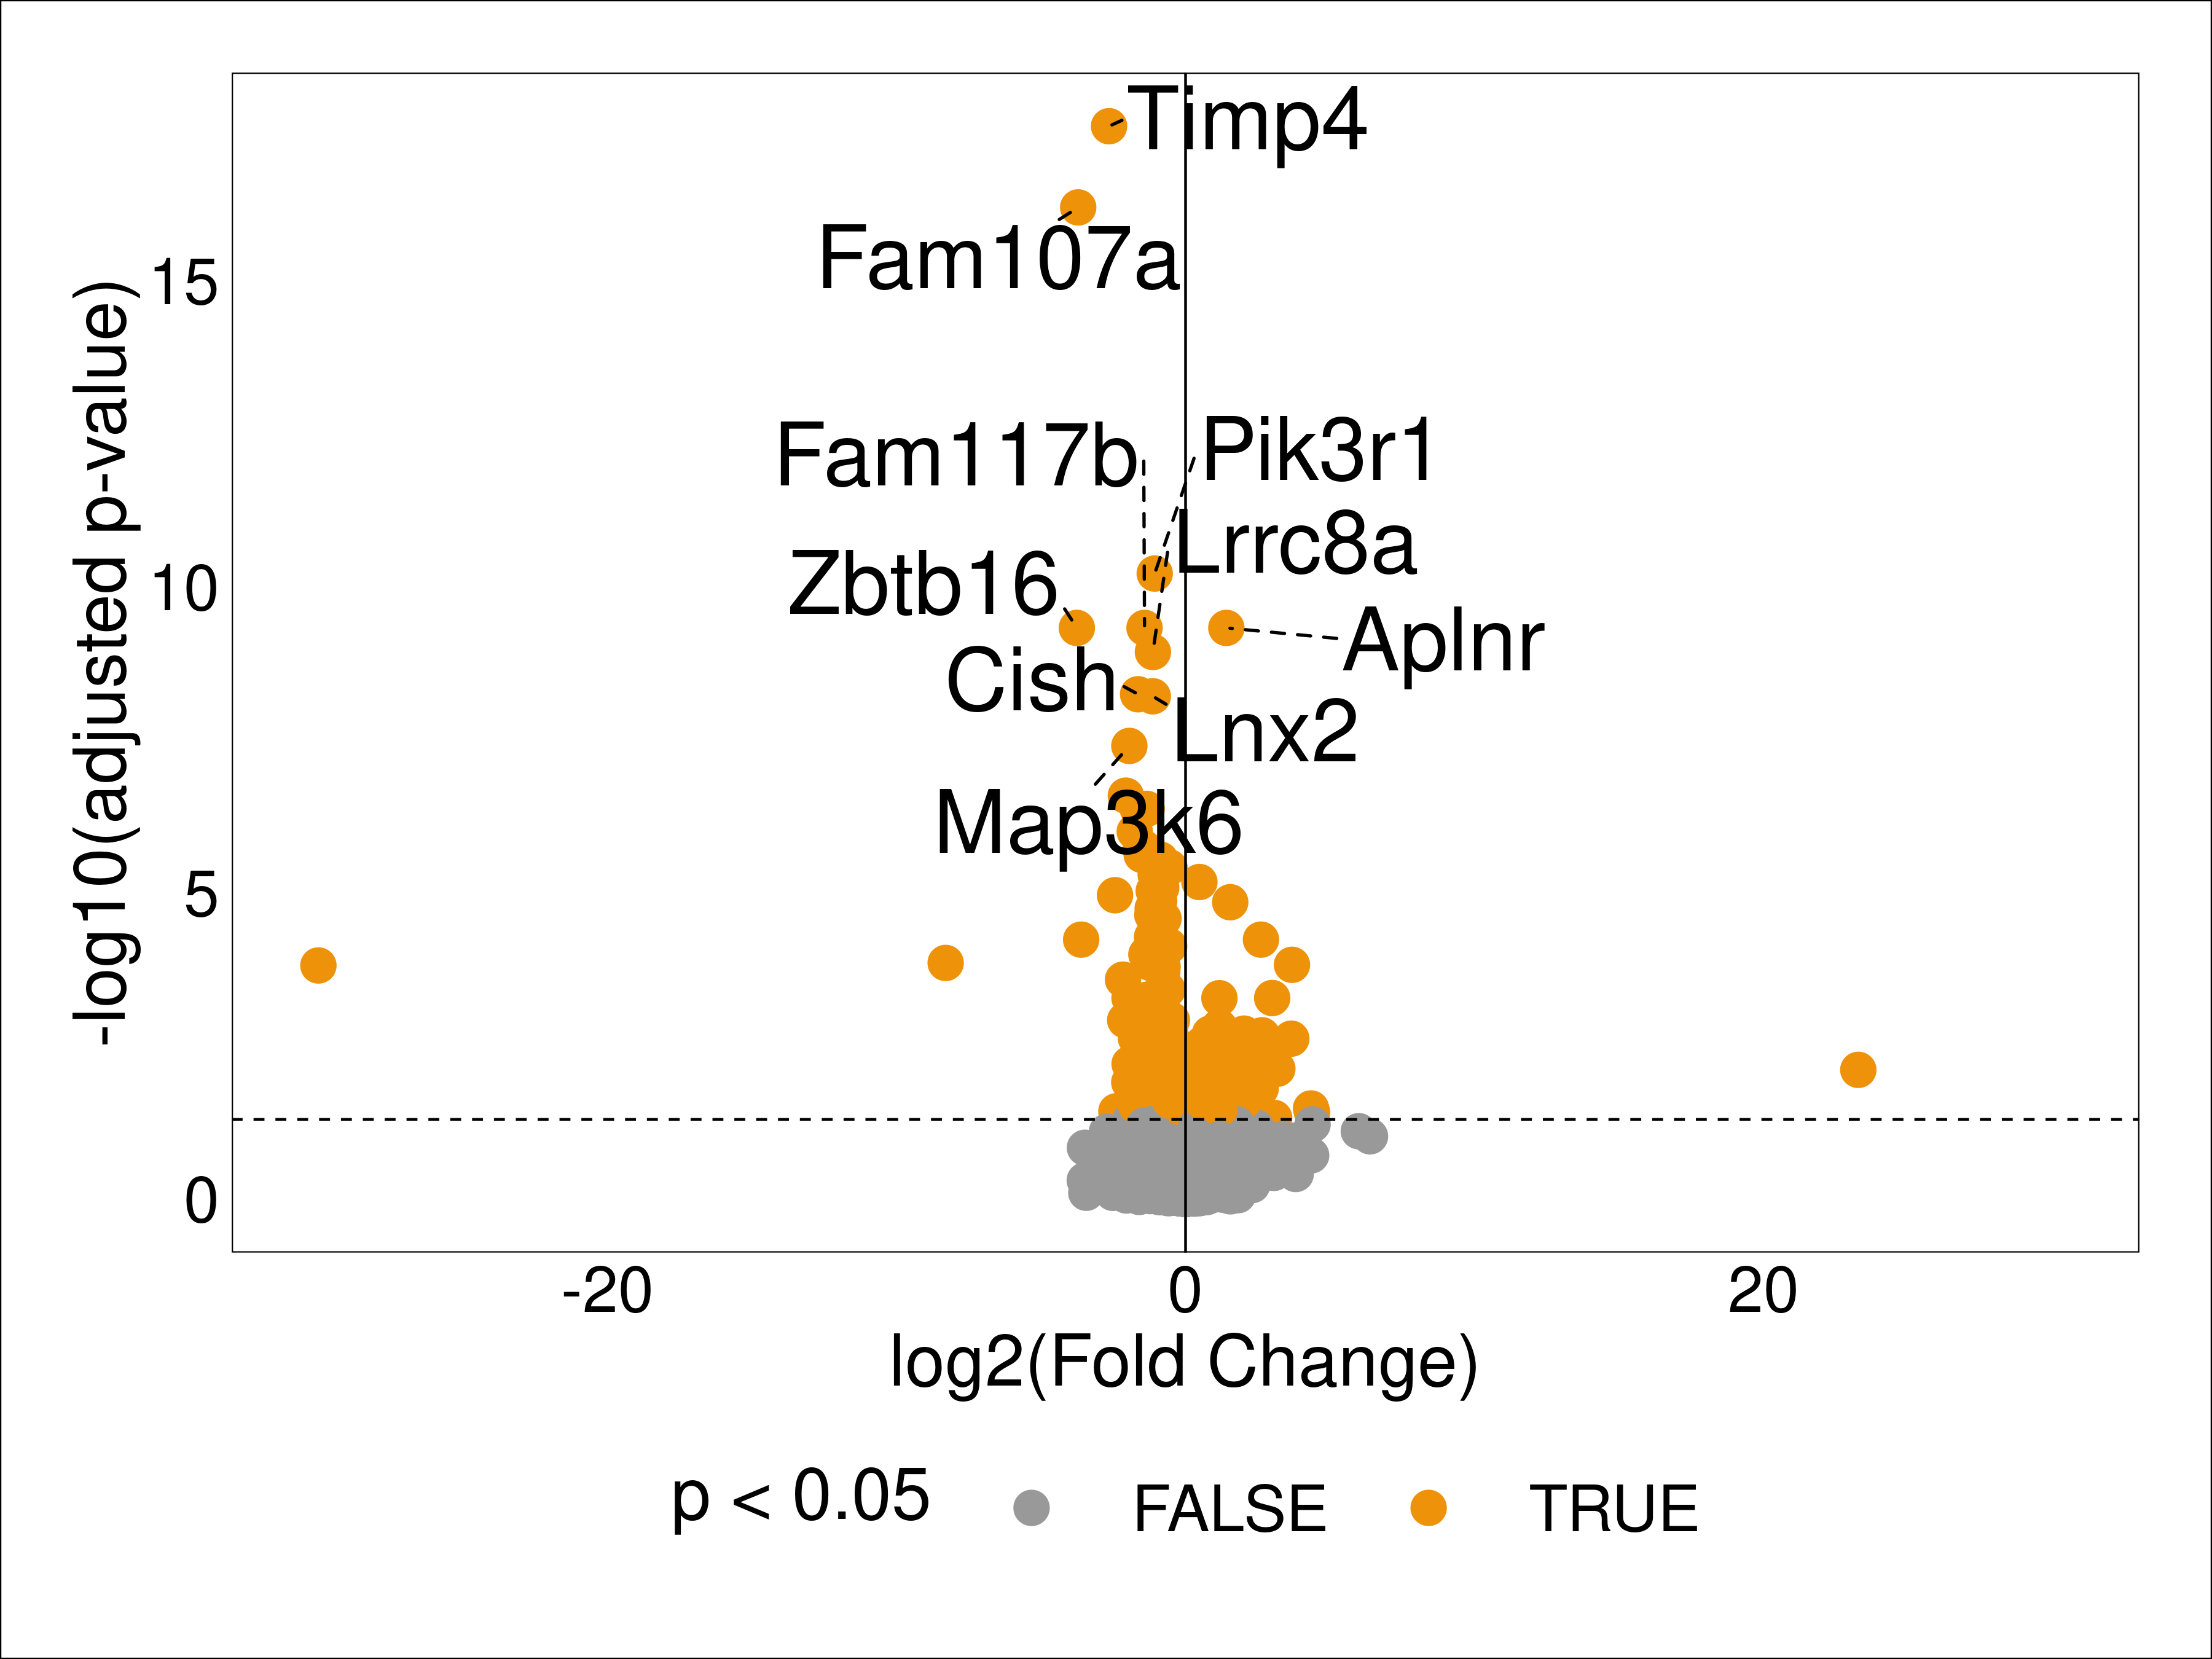 Timp4
Fam107a
15
Fam117b
Pik3r1
Lrrc8a
Zbtb16
10
Aplnr
Cish
Lnx2
Map3k6
5
0
-log10(adjusted p-value)
-20
0
20
log2(Fold Change)
p < 0.05
FALSE
TRUE